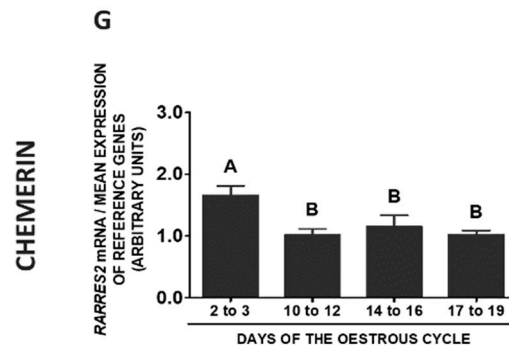 G
CHEMERIN
RARRES2 mRNA / MEAN EXPRESSION
OF REFERENCE GENES
(ARBITRARY UNITS)
3.0
2.0
1.0
0.0
A
B
B
B
2 to 3 10 to 12 14 to 16 17 to 19
DAYS OF THE OESTROUS CYCLE